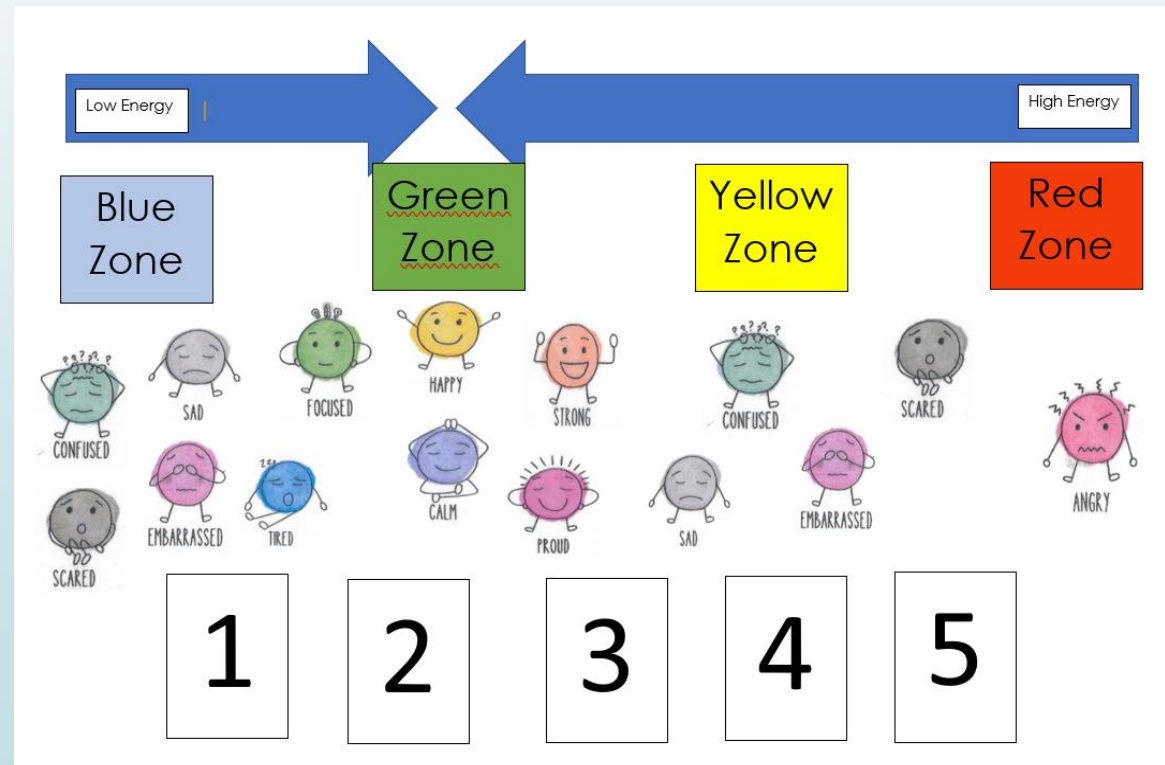 Low Energy
High Energy
Blue
Zone
Green
Zone
Yellow
Zone
Red
Zone
CONFUSED
SAD
FOCUSED
HAPPY
STRONG
CONFUSED
SCARED
ANGRY
SCARED
EMBARRASSED
TIRED
CALM
PROUD
SAD
EMBARRASSED
1
2
3
4
5